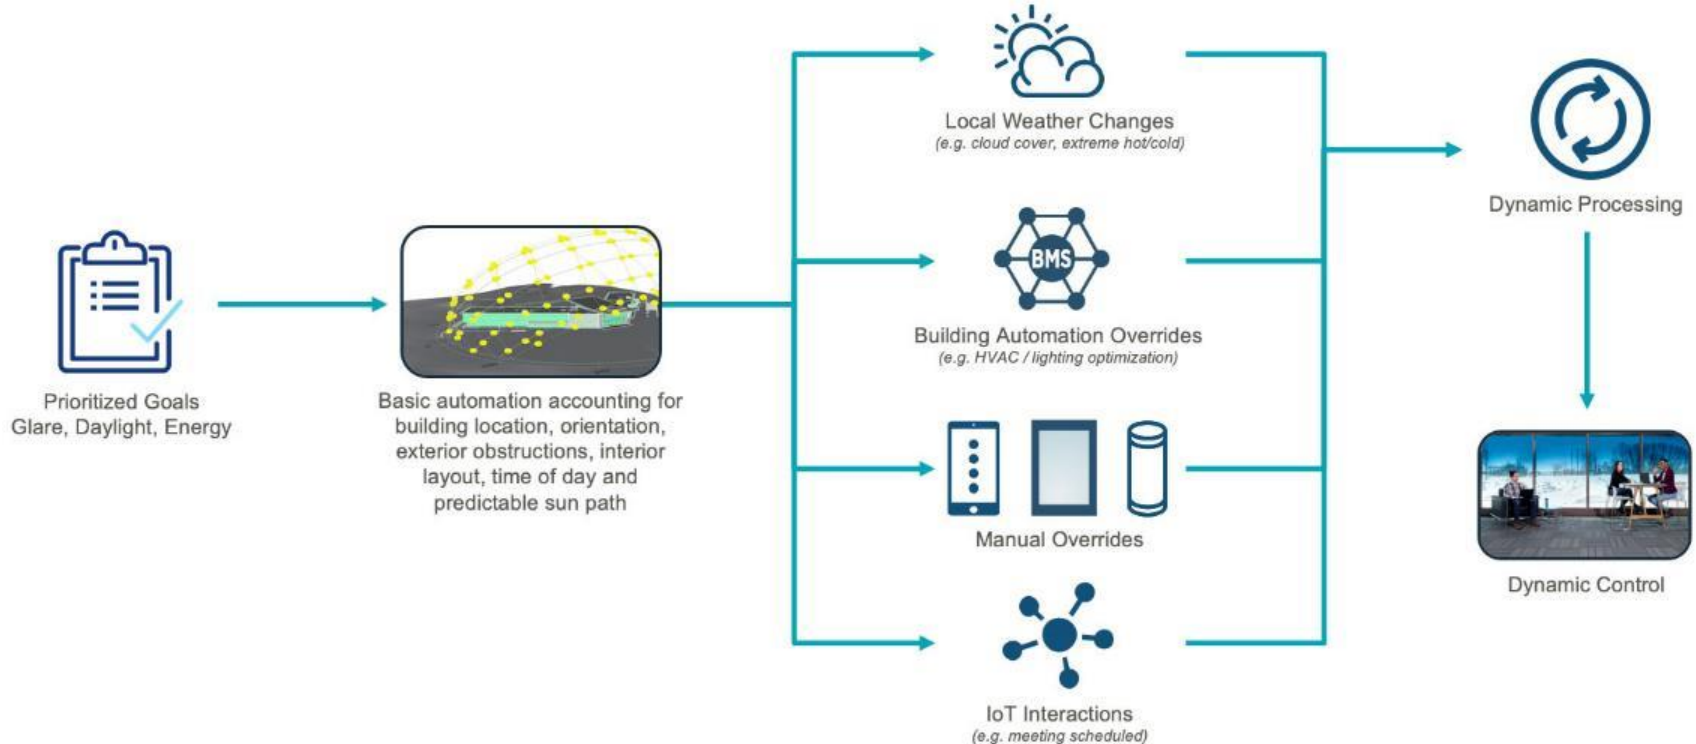 Prioritized Goals
Glare, Daylight, Energy
Basic automation accounting for
building location, orientation,
exterior obstructions, interior
layout, time of day and
predictable sun path
Local Weather Changes
(e.g. cloud cover, extreme hot/cold)
BMS
Building Automation Overrides
(e.g. HVAC / lighting optimization)
Manual Overrides
IoT Interactions
(e.g. meeting scheduled)
Dynamic Processing
Dynamic Control